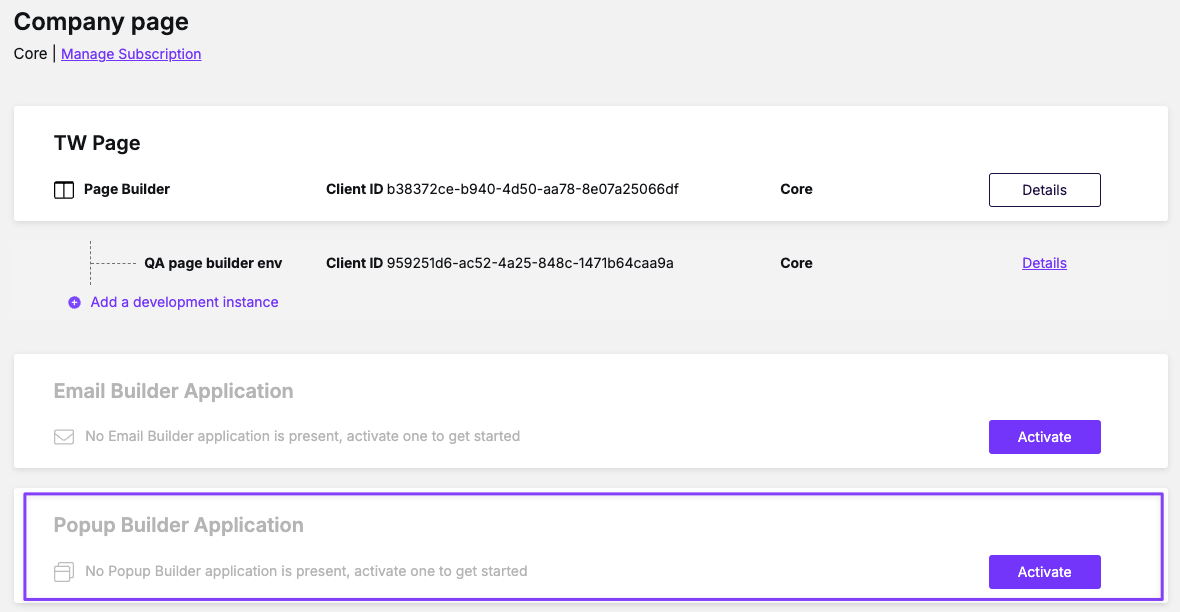 Company page
Core | Manage Subscription
TW Page
Page Builder Client ID b38372ce-b940-4d50-aa78-8e07a25066df Core Details
QA page builder env Client ID 959251d6-ac52-4a25-848c-1471b64caa9a Core Details
Add a development instance
Email Builder Application
No Email Builder application is present, activate one to get started Activate
Popup Builder Application
No Popup Builder application is present, activate one to get started Activate